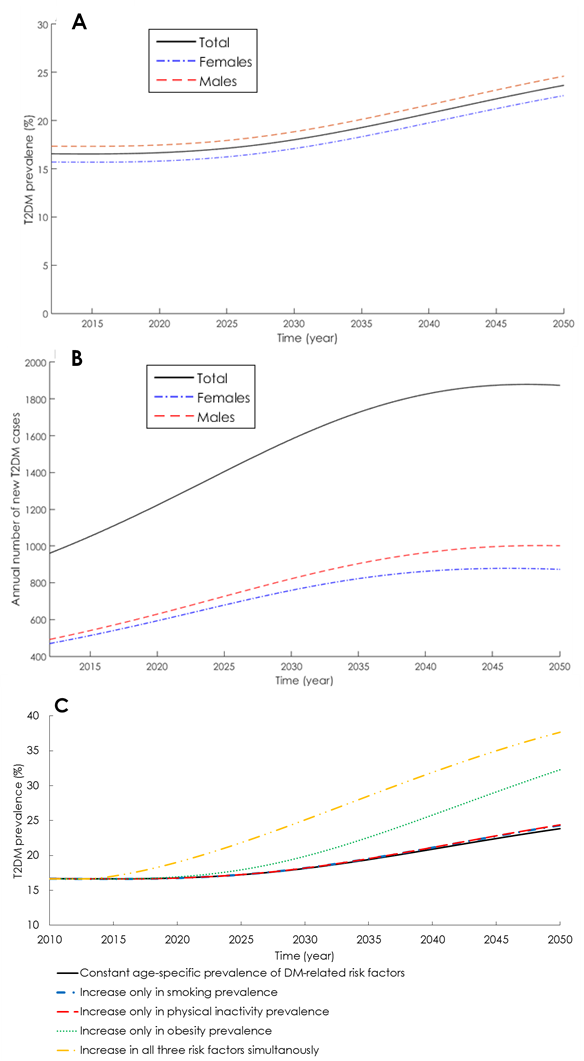 A
30
25
20
15
10
5
0
T2DM prevalene (%)
Total
Females
Males
2015 2020 2025 2030 2035 2040 2045 2050
Time (year)
B
2000
1800
1600
1400
1200
1000
800
600
400
Annual number of new T2DM cases
Total
Females
Males
2015 2020 2025 2030 2035 2040 2045 2050
Time (year)
C
40
35
30
25
20
15
10
T2DM prevalence (%)
2010 2015 2020 2025 2030 2035 2040 2045 2050
Time (year)
Constant age-specific prevalence of DM-related risk factors
Increase only in smoking prevalence
Increase only in physical inactivity prevalence
Increase only in obesity prevalence
Increase in all three risk factors simultanously